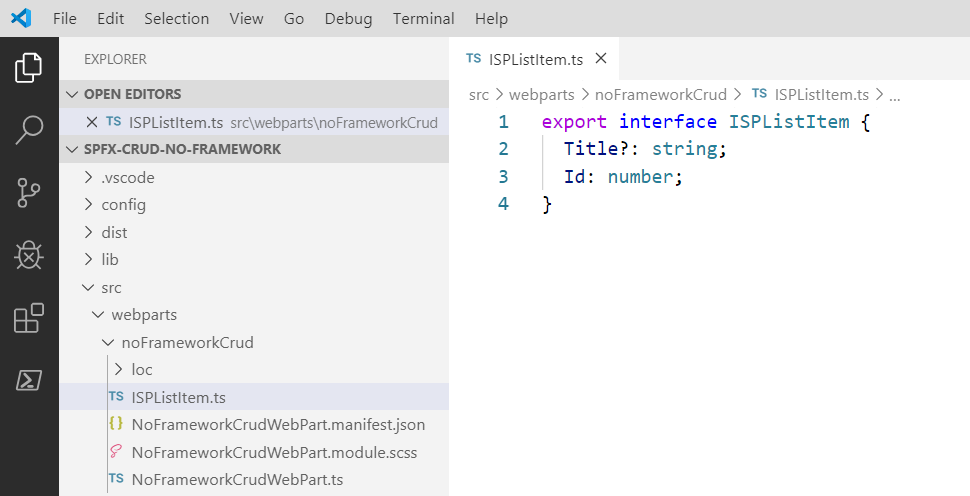 File Edit Selection View Go Debug Terminal Help
EXPLORER
OPEN EDITORS
TS ISPListItem.ts src\webparts\noFrameworkCrud
SPFX-CRUD-NO-FRAMEWORK
.vscode
config
dist
lib
src
webparts
noFrameworkCrud
loc
TS ISPListItem.ts
{} NoFrameworkCrudWebPart.manifest.json
NoFrameworkCrudWebPart.module.scss
TS NoFrameworkCrudWebPart.ts
TS ISPListItem.ts
src > webparts > noFrameworkCrud > TS ISPListItem.ts > ...
1 export interface ISPListItem {
2 Title?: string;
3 Id: number;
4 }